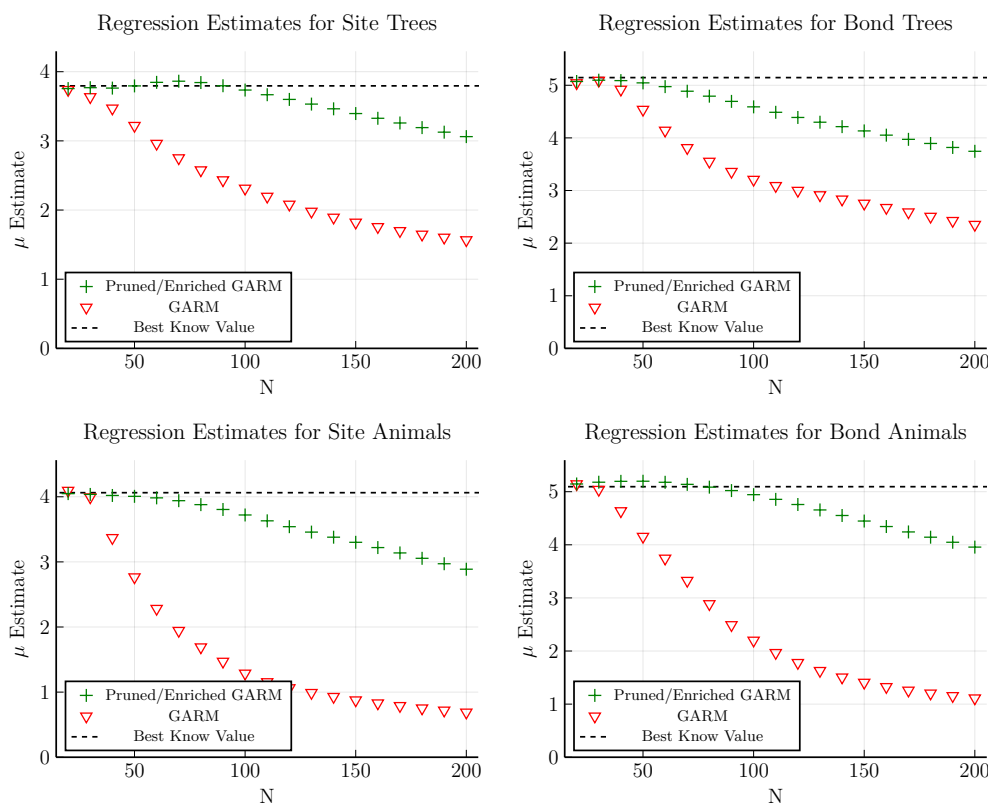 Regression Estimates for Site Trees
μ Estimate
4
3
2
1
0
Pruned/Enriched GARM
GARM
Best Know Value
50
100
150
200
N
Regression Estimates for Bond Trees
μ Estimate
5
4
3
2
1
0
Pruned/Enriched GARM
GARM
Best Know Value
50
100
150
200
N
Regression Estimates for Site Animals
μ Estimate
4
3
2
1
0
Pruned/Enriched GARM
GARM
Best Know Value
50
100
150
200
N
Regression Estimates for Bond Animals
μ Estimate
5
4
3
2
1
0
Pruned/Enriched GARM
GARM
Best Know Value
50
100
150
200
N